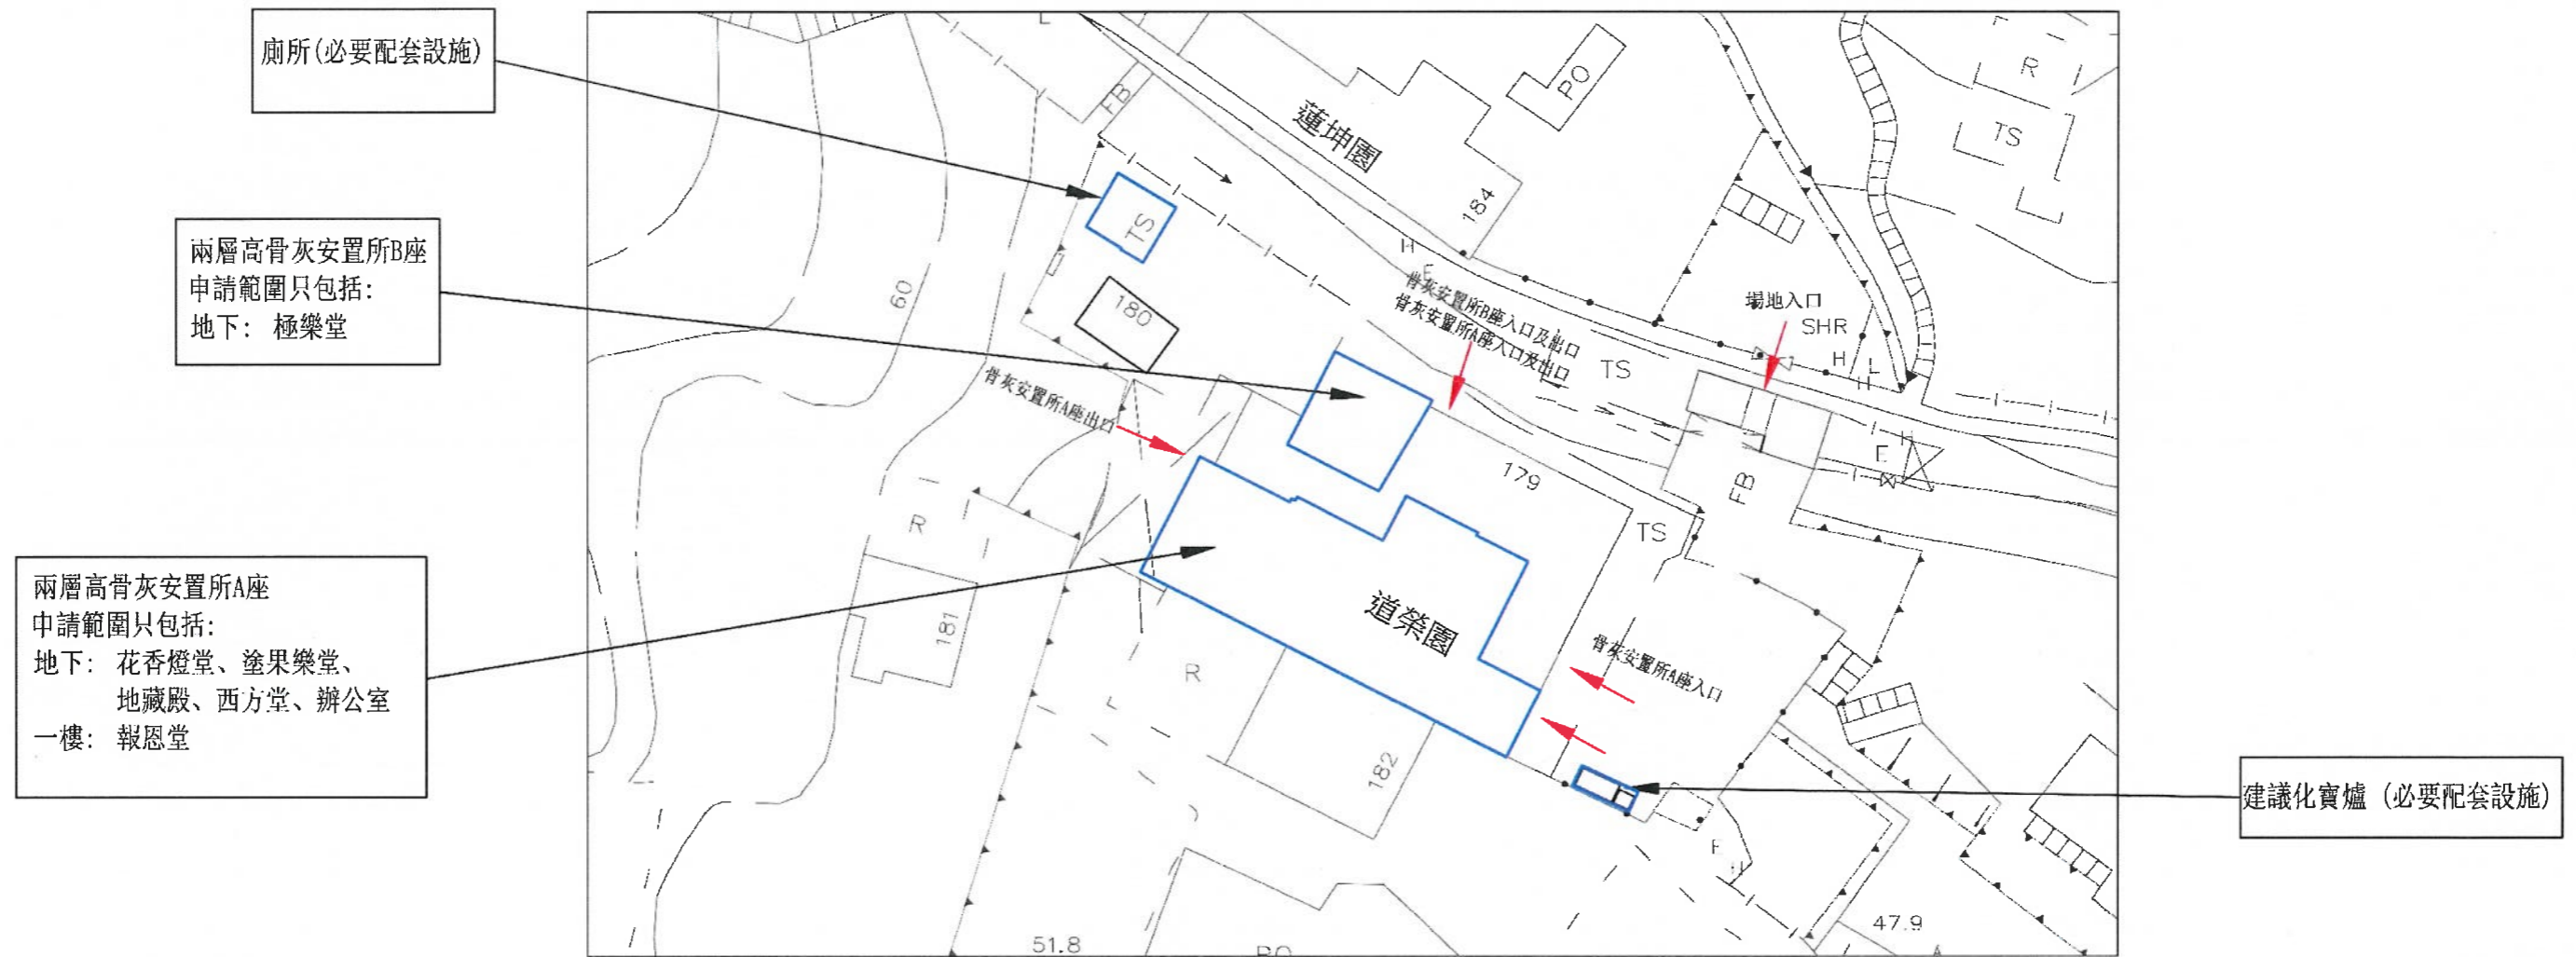 廁所(必要配套設施)
兩層高骨灰安置所B座
申請範圍只包括:
地下: 極樂堂
兩層高骨灰安置所A座
申請範圍只包括:
地下: 花香燈堂、塗果樂堂、
地藏殿、西方堂、辦公室
一樓: 報恩堂
建議化寶爐 (必要配套設施)
L
FB
蓮坤園
PO
184
R
TS
TS
180
60
H
E
骨灰安置所B座入口及出口
骨灰安置所A座入口及出口
場地入口
SHR
TS
H
L
H
骨灰安置所A座出口
179
FB
E
H
R
TS
181
道榮園
骨灰安置所A座入口
R
182
47.9
51.8